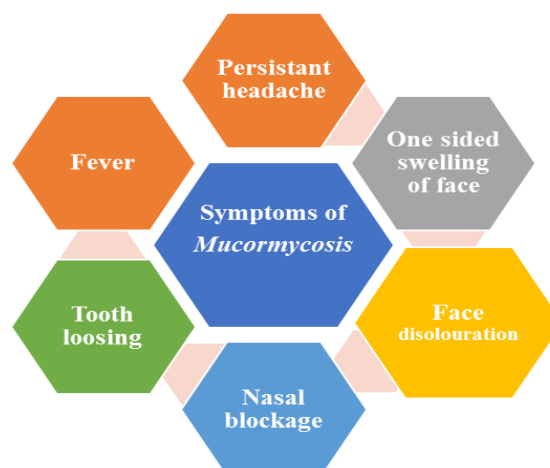 Persistant
headache
One sided
swelling
of face
Fever
Symptoms of
Mucormycosis
Tooth
loosing
Face
disolouration
Nasal
blockage